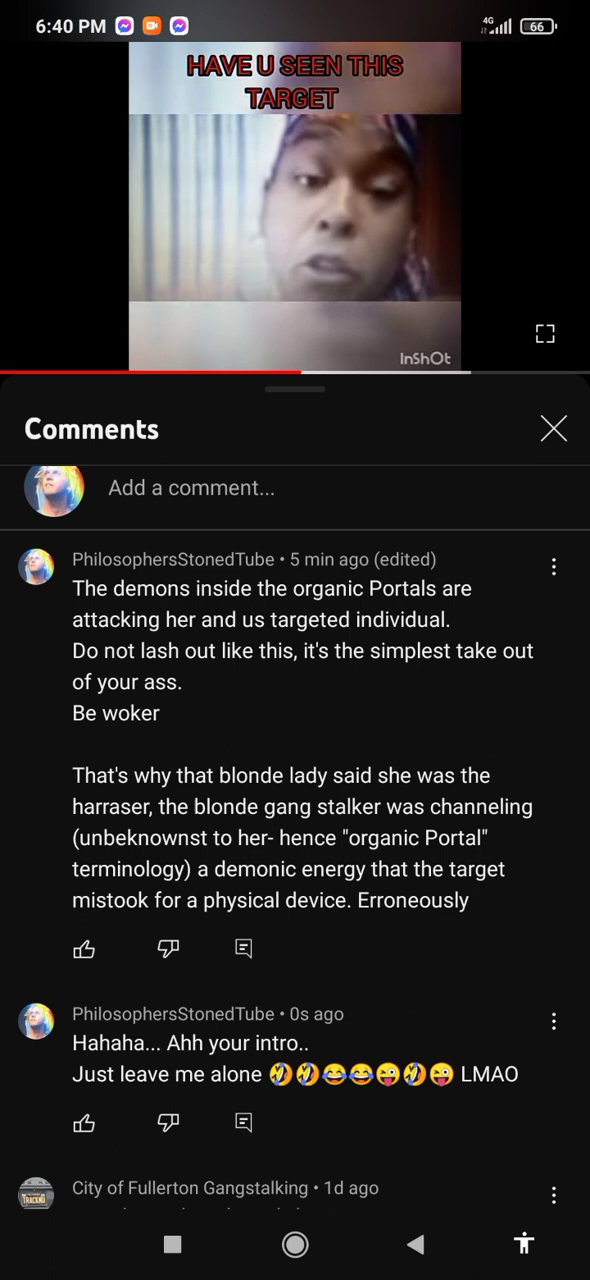 6:40 PM
4G
66
HAVE U SEEN THIS
TARGET
InShOt
Comments
Add a comment...
PhilosophersStonedTube • 5 min ago (edited)
The demons inside the organic Portals are
attacking her and us targeted individual.
Do not lash out like this, it's the simplest take out
of your ass.
Be woker
That's why that blonde lady said she was the
harraser, the blonde gang stalker was channeling
(unbeknownst to her- hence "organic Portal"
terminology) a demonic energy that the target
mistook for a physical device. Erroneously
PhilosophersStonedTube • 0s ago
Hahaha... Ahh your intro..
Just leave me alone 🤣🤣😂😂😜🤣😜 LMAO
City of Fullerton Gangstalking • 1d ago